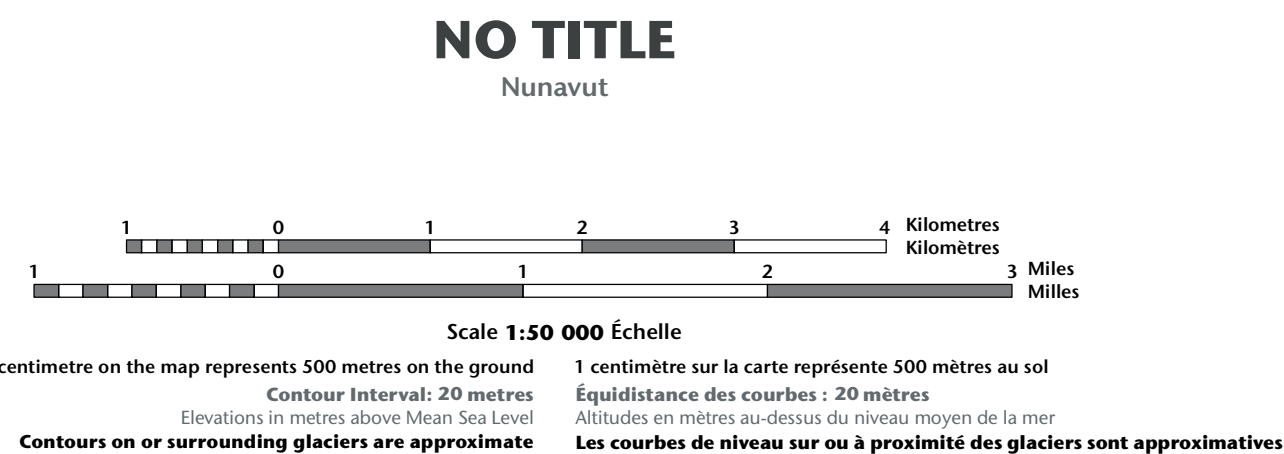 NO TITLE
Nunavut
1 0 1 2 3 4 Kilometres
Kilomètres
1 0 1 2 3 Miles
Milles
Scale 1:50 000 Échelle
centimetre on the map represents 500 metres on the ground
1 centimètre sur la carte représente 500 mètres au sol
Contour Interval: 20 metres
Équidistance des courbes : 20 mètres
Elevations in metres above Mean Sea Level
Altitudes en mètres au-dessus du niveau moyen de la mer
Contours on or surrounding glaciers are approximate
Les courbes de niveau sur ou à proximité des glaciers sont approximatives